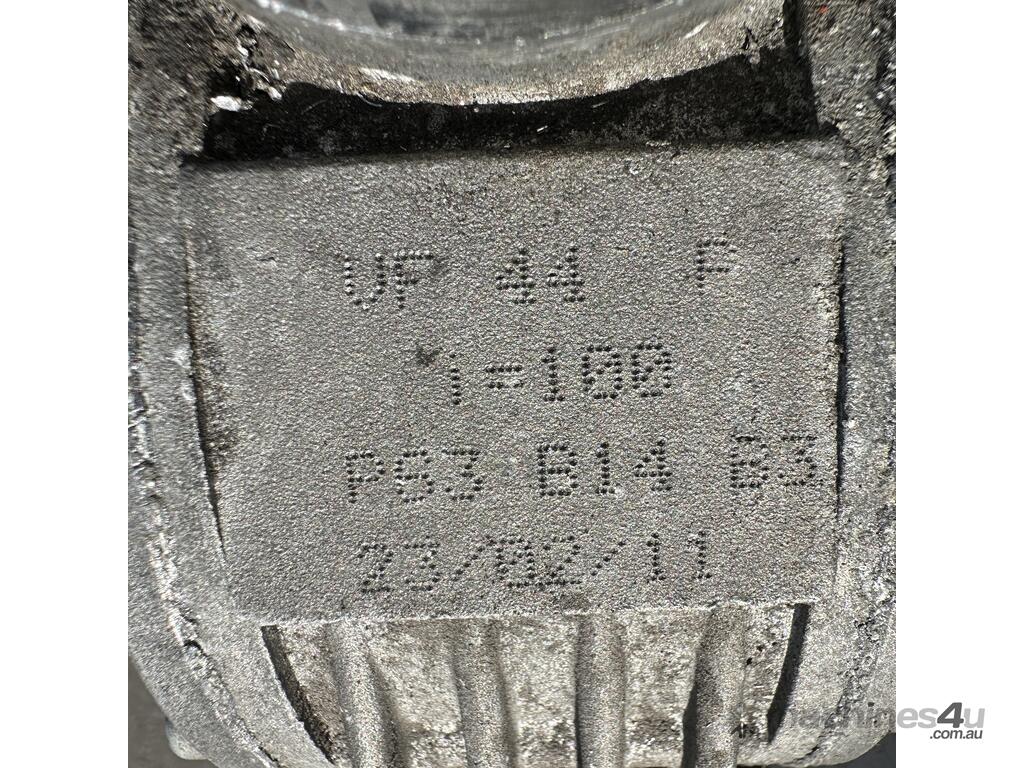 VF 44 F
i=100
P63 B14 B3
23/02/11
machines4u
.com.au